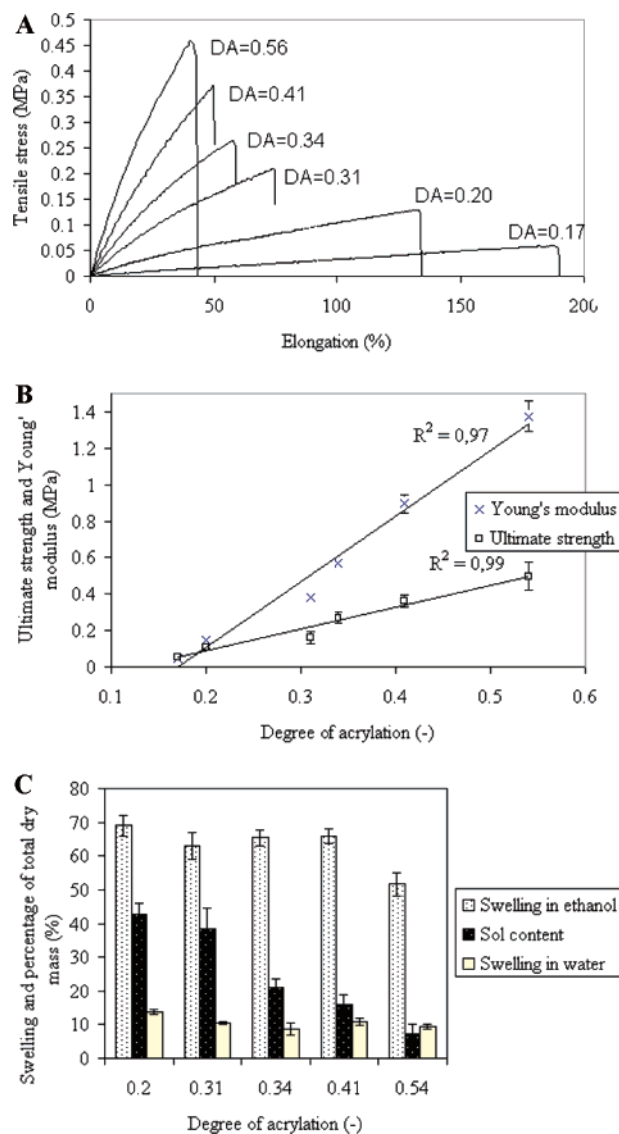 A
Tensile stress (MPa)
0.5
0.45
0.4
0.35
0.3
0.25
0.2
0.15
0.1
0.05
0
DA=0.56
DA=0.41
DA=0.34
DA=0.31
DA=0.20
DA=0.17
0 50 100 150 200
Elongation (%)
B
Ultimate strength and Young'
modulus (MPa)
1.4
1.2
1
0.8
0.6
0.4
0.2
0
R² = 0,97
R² = 0,99
Young's modulus
Ultimate strength
0.1 0.2 0.3 0.4 0.5 0.6
Degree of acrylation (-)
C
Swelling and percentage of total dry
mass (%)
80
70
60
50
40
30
20
10
0
Swelling in ethanol
Sol content
Swelling in water
0.2 0.31 0.34 0.41 0.54
Degree of acrylation (-)